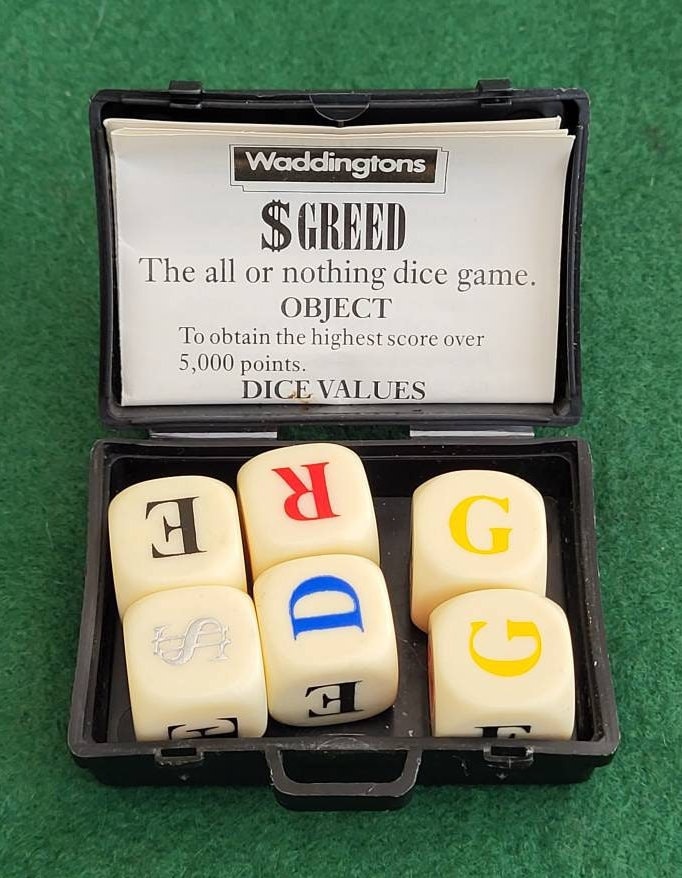 Waddingtons
$ GREED
The all or nothing dice game.
OBJECT
To obtain the highest score over
5,000 points.
DICE VALUES
E
R
G
$
D
G
E
E
E